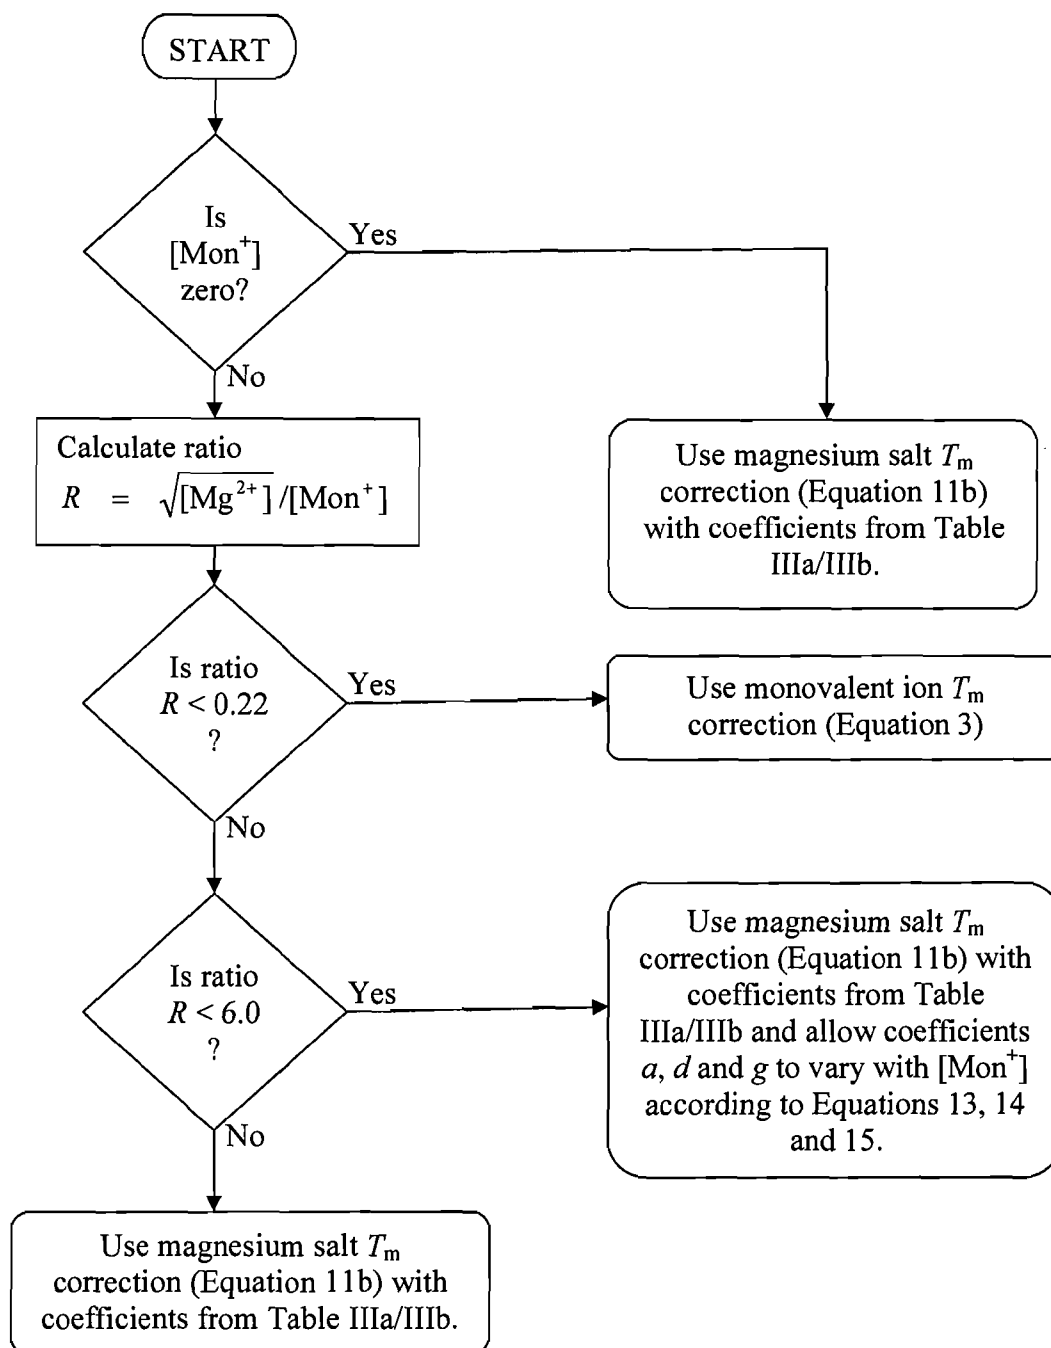 START
Is
[Mon⁺]
zero?
Yes
No
Calculate ratio
R = √[Mg²⁺]/[Mon⁺]
Use magnesium salt Tₘ
correction (Equation 11b)
with coefficients from Table
IIIa/IIIb.
Is ratio
R < 0.22
?
Yes
Use monovalent ion Tₘ
correction (Equation 3)
No
Is ratio
R < 6.0
?
Yes
Use magnesium salt Tₘ
correction (Equation 11b) with
coefficients from Table
IIIa/IIIb and allow coefficients
a, d and g to vary with [Mon⁺]
according to Equations 13, 14
and 15.
No
Use magnesium salt Tₘ
correction (Equation 11b) with
coefficients from Table IIIa/IIIb.